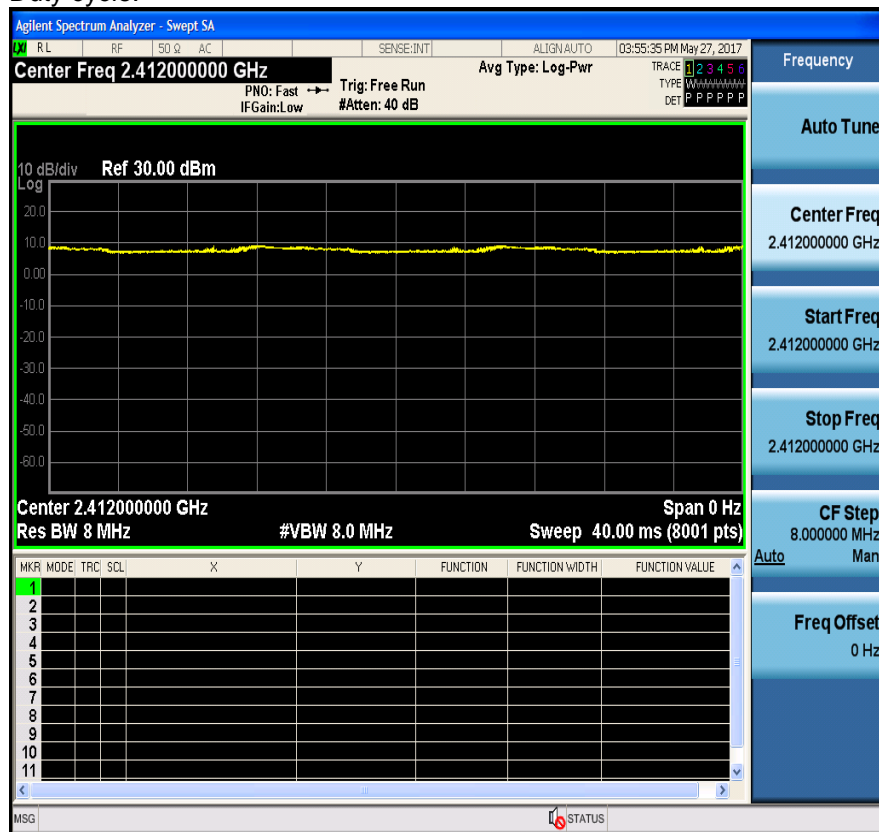 Duty cycle:
Agilent Spectrum Analyzer - Swept SA
LXI RL RF 50 Ω AC SENSE:INT ALIGNAUTO 03:55:35 PM May 27, 2017
Center Freq 2.412000000 GHz
PNO: Fast
IFGain:Low
Trig: Free Run
#Atten: 40 dB
Avg Type: Log-Pwr
TRACE 1 2 3 4 5 6
TYPE WWWWWW
DET P P P P P P
10 dB/div Ref 30.00 dBm
Log
20.0
10.0
0.00
-10.0
-20.0
-30.0
-40.0
-50.0
-60.0
Center 2.412000000 GHz Span 0 Hz
Res BW 8 MHz #VBW 8.0 MHz Sweep 40.00 ms (8001 pts)
MKR MODE TRC SCL X Y FUNCTION FUNCTION WIDTH FUNCTION VALUE
1
2
3
4
5
6
7
8
9
10
11
MSG STATUS
Frequency
Auto Tune
Center Freq
2.412000000 GHz
Start Freq
2.412000000 GHz
Stop Freq
2.412000000 GHz
CF Step
8.000000 MHz
Auto Man
Freq Offset
0 Hz